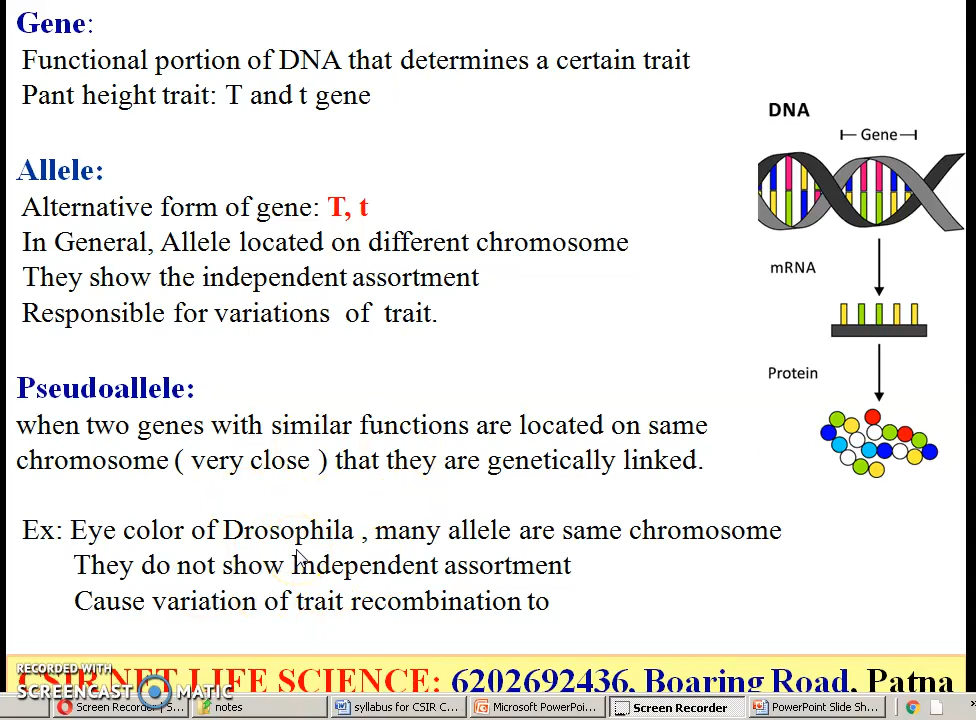 Gene:
Functional portion of DNA that determines a certain trait
Pant height trait: T and t gene
Allele:
Alternative form of gene: T, t
In General, Allele located on different chromosome
They show the independent assortment
Responsible for variations of trait.
Pseudoallele:
when two genes with similar functions are located on same
chromosome ( very close ) that they are genetically linked.
Ex: Eye color of Drosophila , many allele are same chromosome
They do not show Independent assortment
Cause variation of trait recombination to
DNA
Gene
mRNA
Protein
CSIR NET LIFE SCIENCE: 6202692436, Boaring Road, Patna
RECORDED WITH
SCREENCAST MATIC
Screen Recorder | S...
notes
syllabus for CSIR C...
Microsoft PowerPoi...
Screen Recorder
PowerPoint Slide Sh...